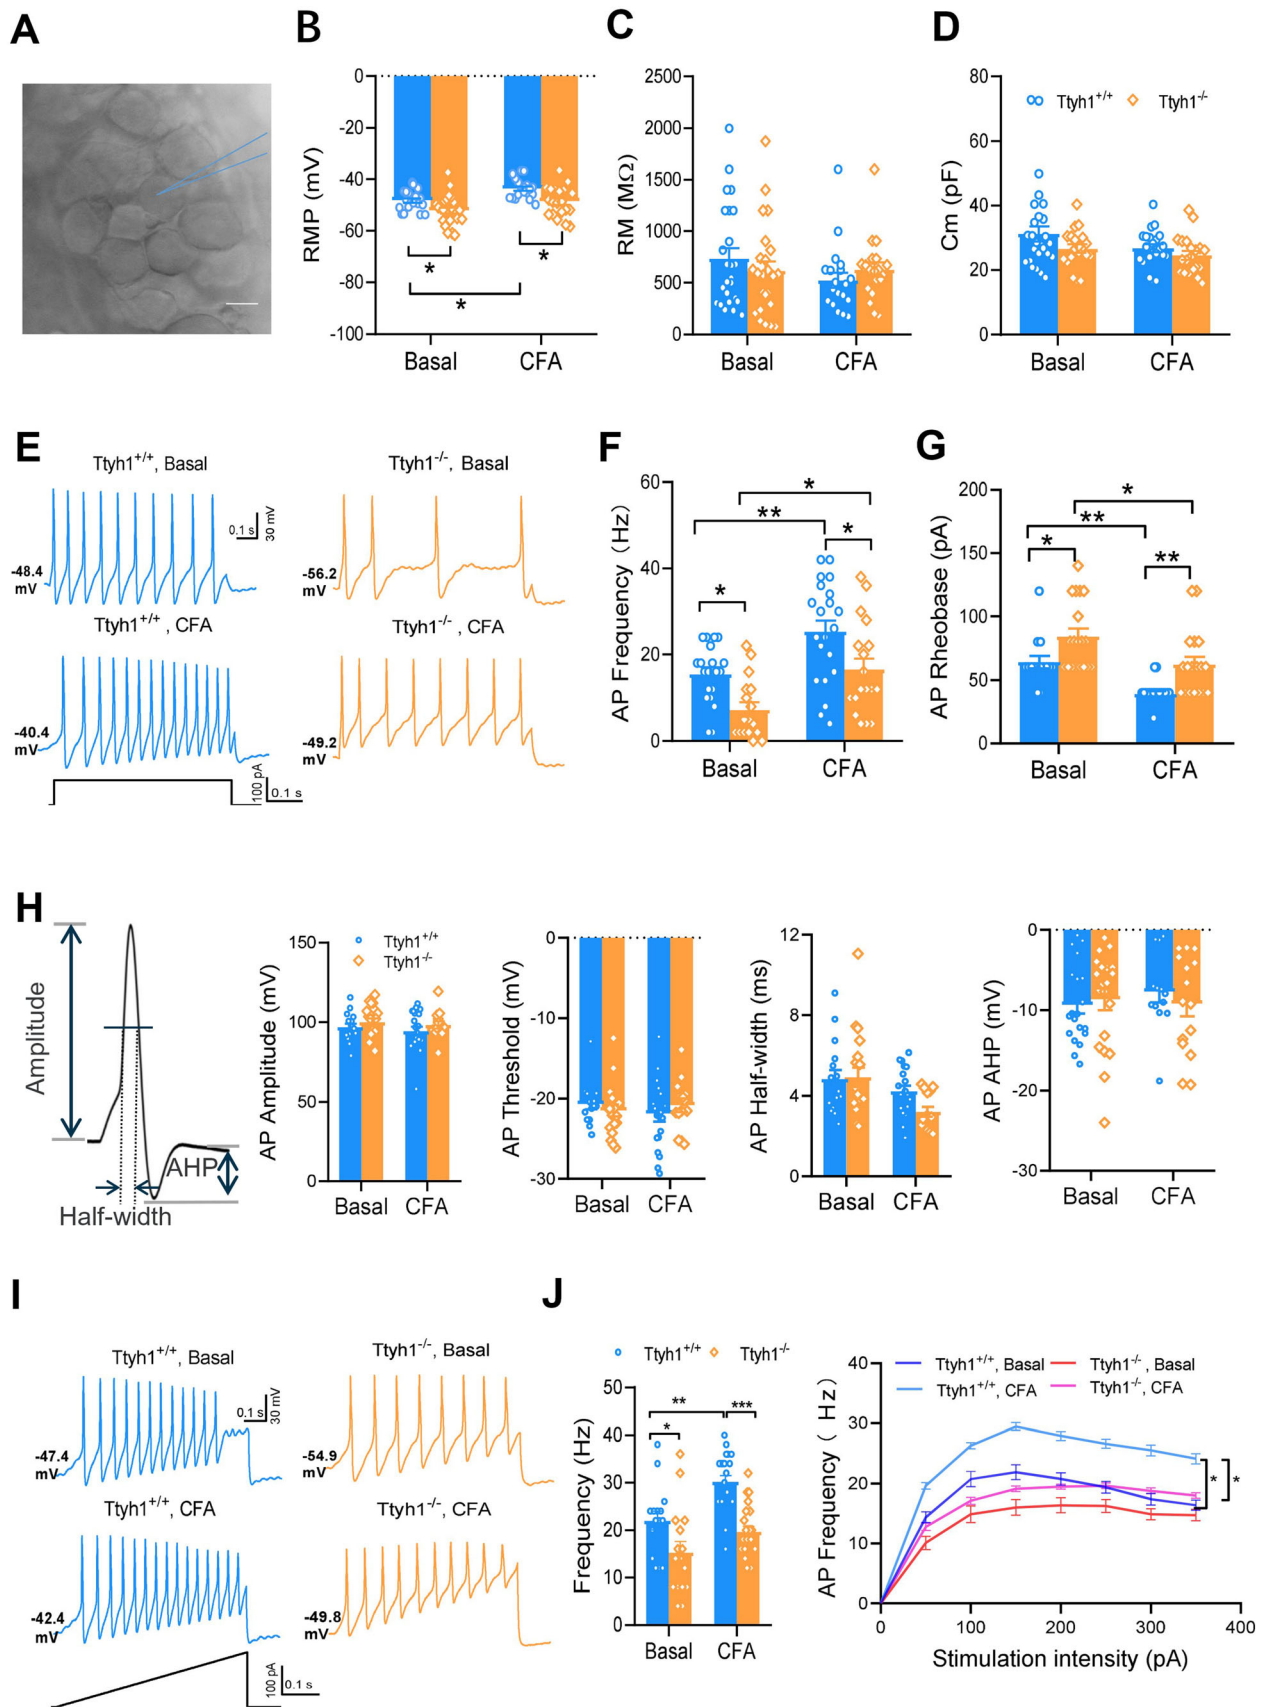 A
B
RMP (mV)
0
-20
-40
-60
-80
-100
*
*
*
Basal
CFA
C
RM (MΩ)
2500
2000
1500
1000
500
0
Basal
CFA
D
Cm (pF)
80
60
40
20
0
Ttyh1+/+
Ttyh1-/-
Basal
CFA
E
Ttyh1+/+, Basal
0.1 s
30 mV
-48.4
mV
Ttyh1-/-, Basal
-56.2
mV
Ttyh1+/+, CFA
-40.4
mV
100 pA
0.1 s
Ttyh1-/-, CFA
-49.2
mV
F
AP Frequency (Hz)
60
40
20
0
*
**
*
*
Basal
CFA
G
AP Rheobase (pA)
200
150
100
50
0
*
**
*
**
Basal
CFA
H
Amplitude
AHP
Half-width
AP Amplitude (mV)
150
100
50
0
Ttyh1+/+
Ttyh1-/-
Basal
CFA
AP Threshold (mV)
0
-10
-20
-30
Basal
CFA
AP Half-width (ms)
12
8
4
0
Basal
CFA
AP AHP (mV)
0
-10
-20
-30
Basal
CFA
I
Ttyh1+/+, Basal
0.1 s
30 mV
-47.4
mV
Ttyh1-/-, Basal
-54.9
mV
Ttyh1+/+, CFA
-42.4
mV
100 pA
0.1 s
Ttyh1-/-, CFA
-49.8
mV
J
Ttyh1+/+
Ttyh1-/-
Frequency (Hz)
50
40
30
20
10
0
**
*
***
Basal
CFA
Ttyh1+/+, Basal
Ttyh1-/-, Basal
Ttyh1+/+, CFA
Ttyh1-/-, CFA
AP Frequency ( Hz)
40
30
20
10
0
*
*
0
100
200
300
400
Stimulation intensity (pA)